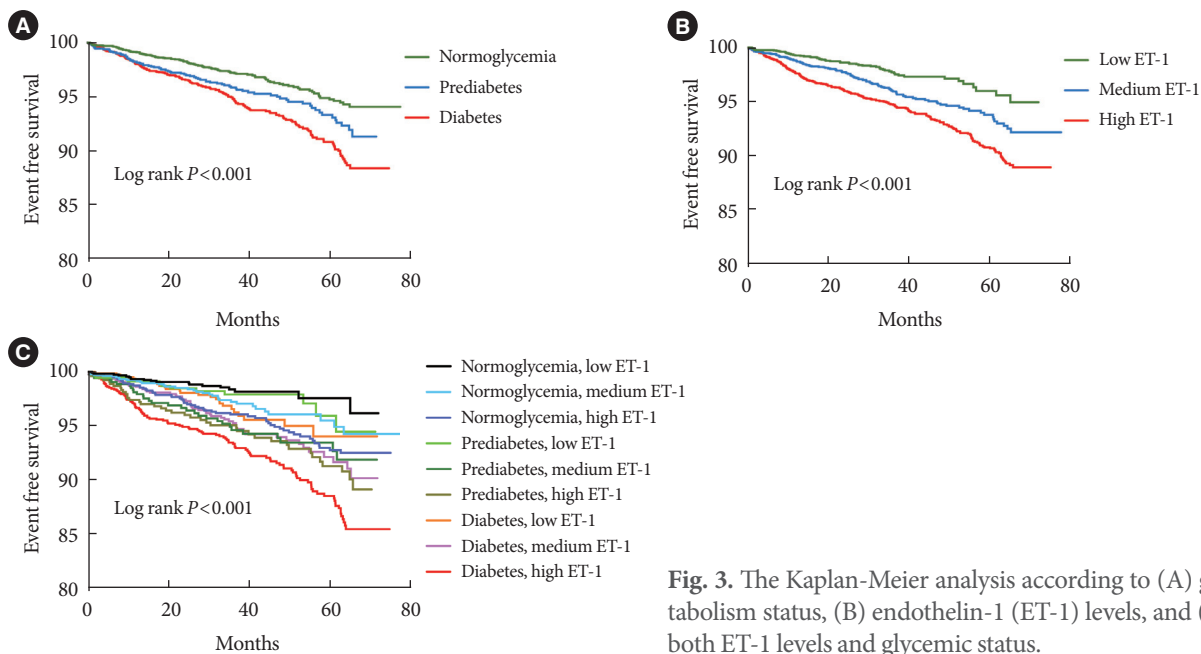 A
100
95
90
85
80
Event free survival
Normoglycemia
Prediabetes
Diabetes
Log rank P<0.001
0 20 40 60 80
Months
B
100
95
90
85
80
Event free survival
Low ET-1
Medium ET-1
High ET-1
Log rank P<0.001
0 20 40 60 80
Months
C
100
95
90
85
80
Event free survival
Normoglycemia, low ET-1
Normoglycemia, medium ET-1
Normoglycemia, high ET-1
Prediabetes, low ET-1
Prediabetes, medium ET-1
Prediabetes, high ET-1
Diabetes, low ET-1
Diabetes, medium ET-1
Diabetes, high ET-1
Log rank P<0.001
0 20 40 60 80
Months
Fig. 3. The Kaplan-Meier analysis according to (A)
tabolism status, (B) endothelin-1 (ET-1) levels, and
both ET-1 levels and glycemic status.